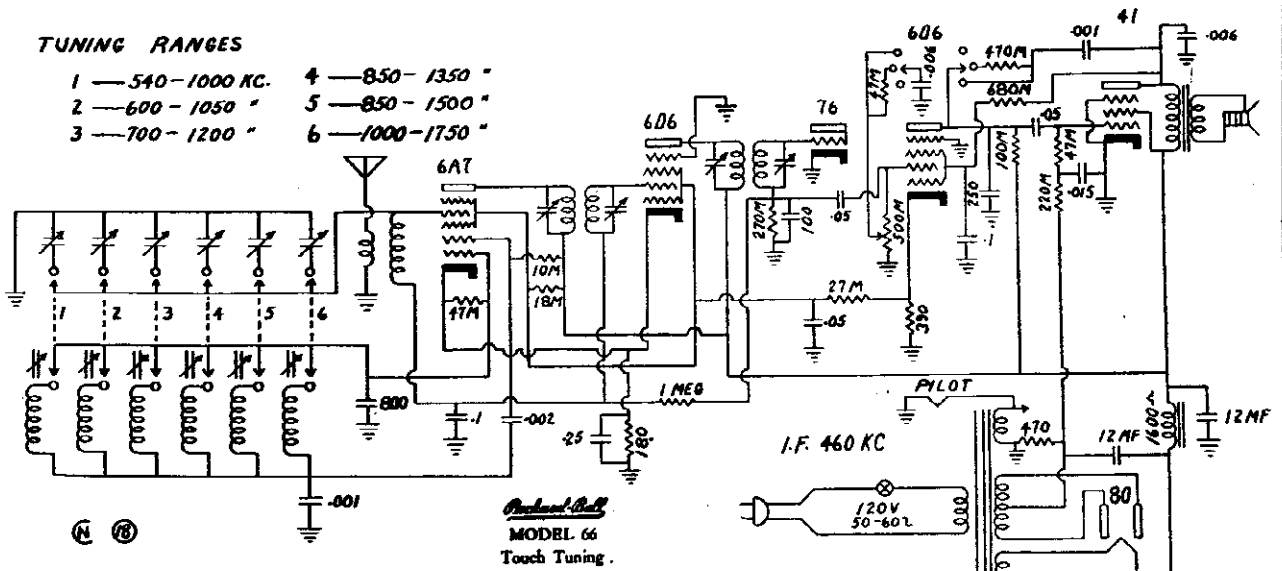 TUNING RANGES
1 — 540 - 1000 KC.
2 — 600 - 1050 "
3 — 700 - 1200 "
4 — 850 - 1350 "
5 — 850 - 1500 "
6 — 1000 - 1750 "
6A7
6D6
76
6D6
41
.006
47M
470M
.001
.006
680M
.05
100M
47M
.015
220M
250
.1
500M
.05
270M
100
10M
18M
47M
27M
.05
390
1 2 3 4 5 6
800
.1
.002
1 MEG
.25
180
.001
PILOT
470
I.F. 460 KC
12 MF
1600Ω
12 MF
120V
50-60~
80
N 18
Packard-Bell
MODEL 66
Touch Tuning.